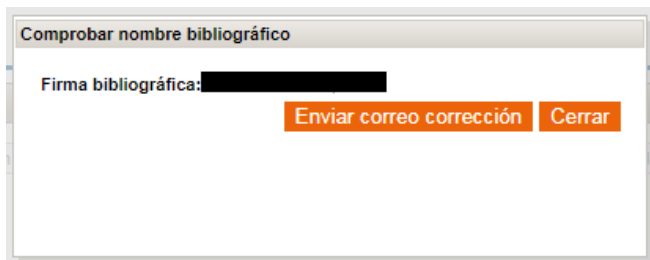 Comprobar nombre bibliográfico
Firma bibliográfica:
Enviar correo corrección Cerrar